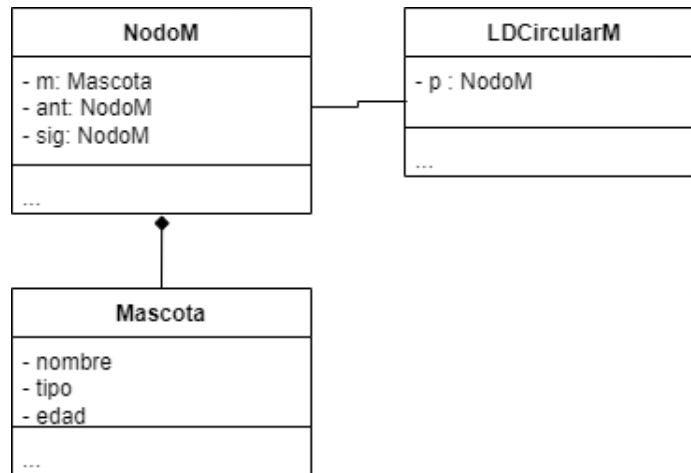 NodoM
- m: Mascota
- ant: NodoM
- sig: NodoM
...
LDCircularM
- p : NodoM
...
Mascota
- nombre
- tipo
- edad
...